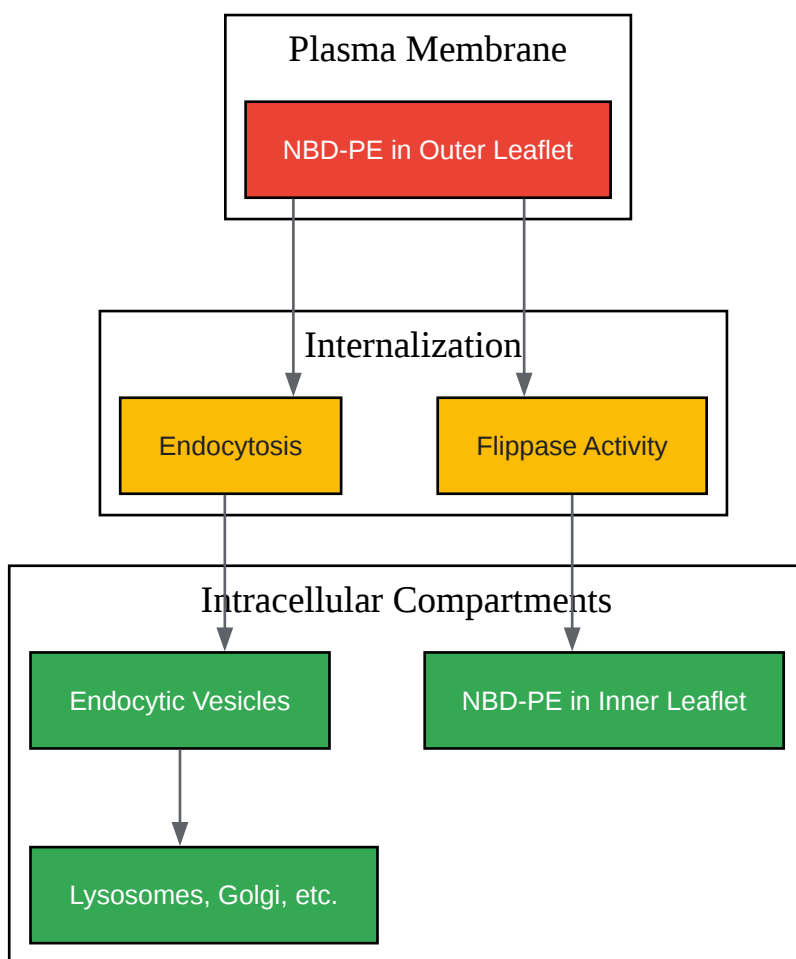 Plasma Membrane
NBD-PE in Outer Leaflet
Internalization
Endocytosis
Flippase Activity
Intracellular Compartments
Endocytic Vesicles
NBD-PE in Inner Leaflet
Lysosomes, Golgi, etc.